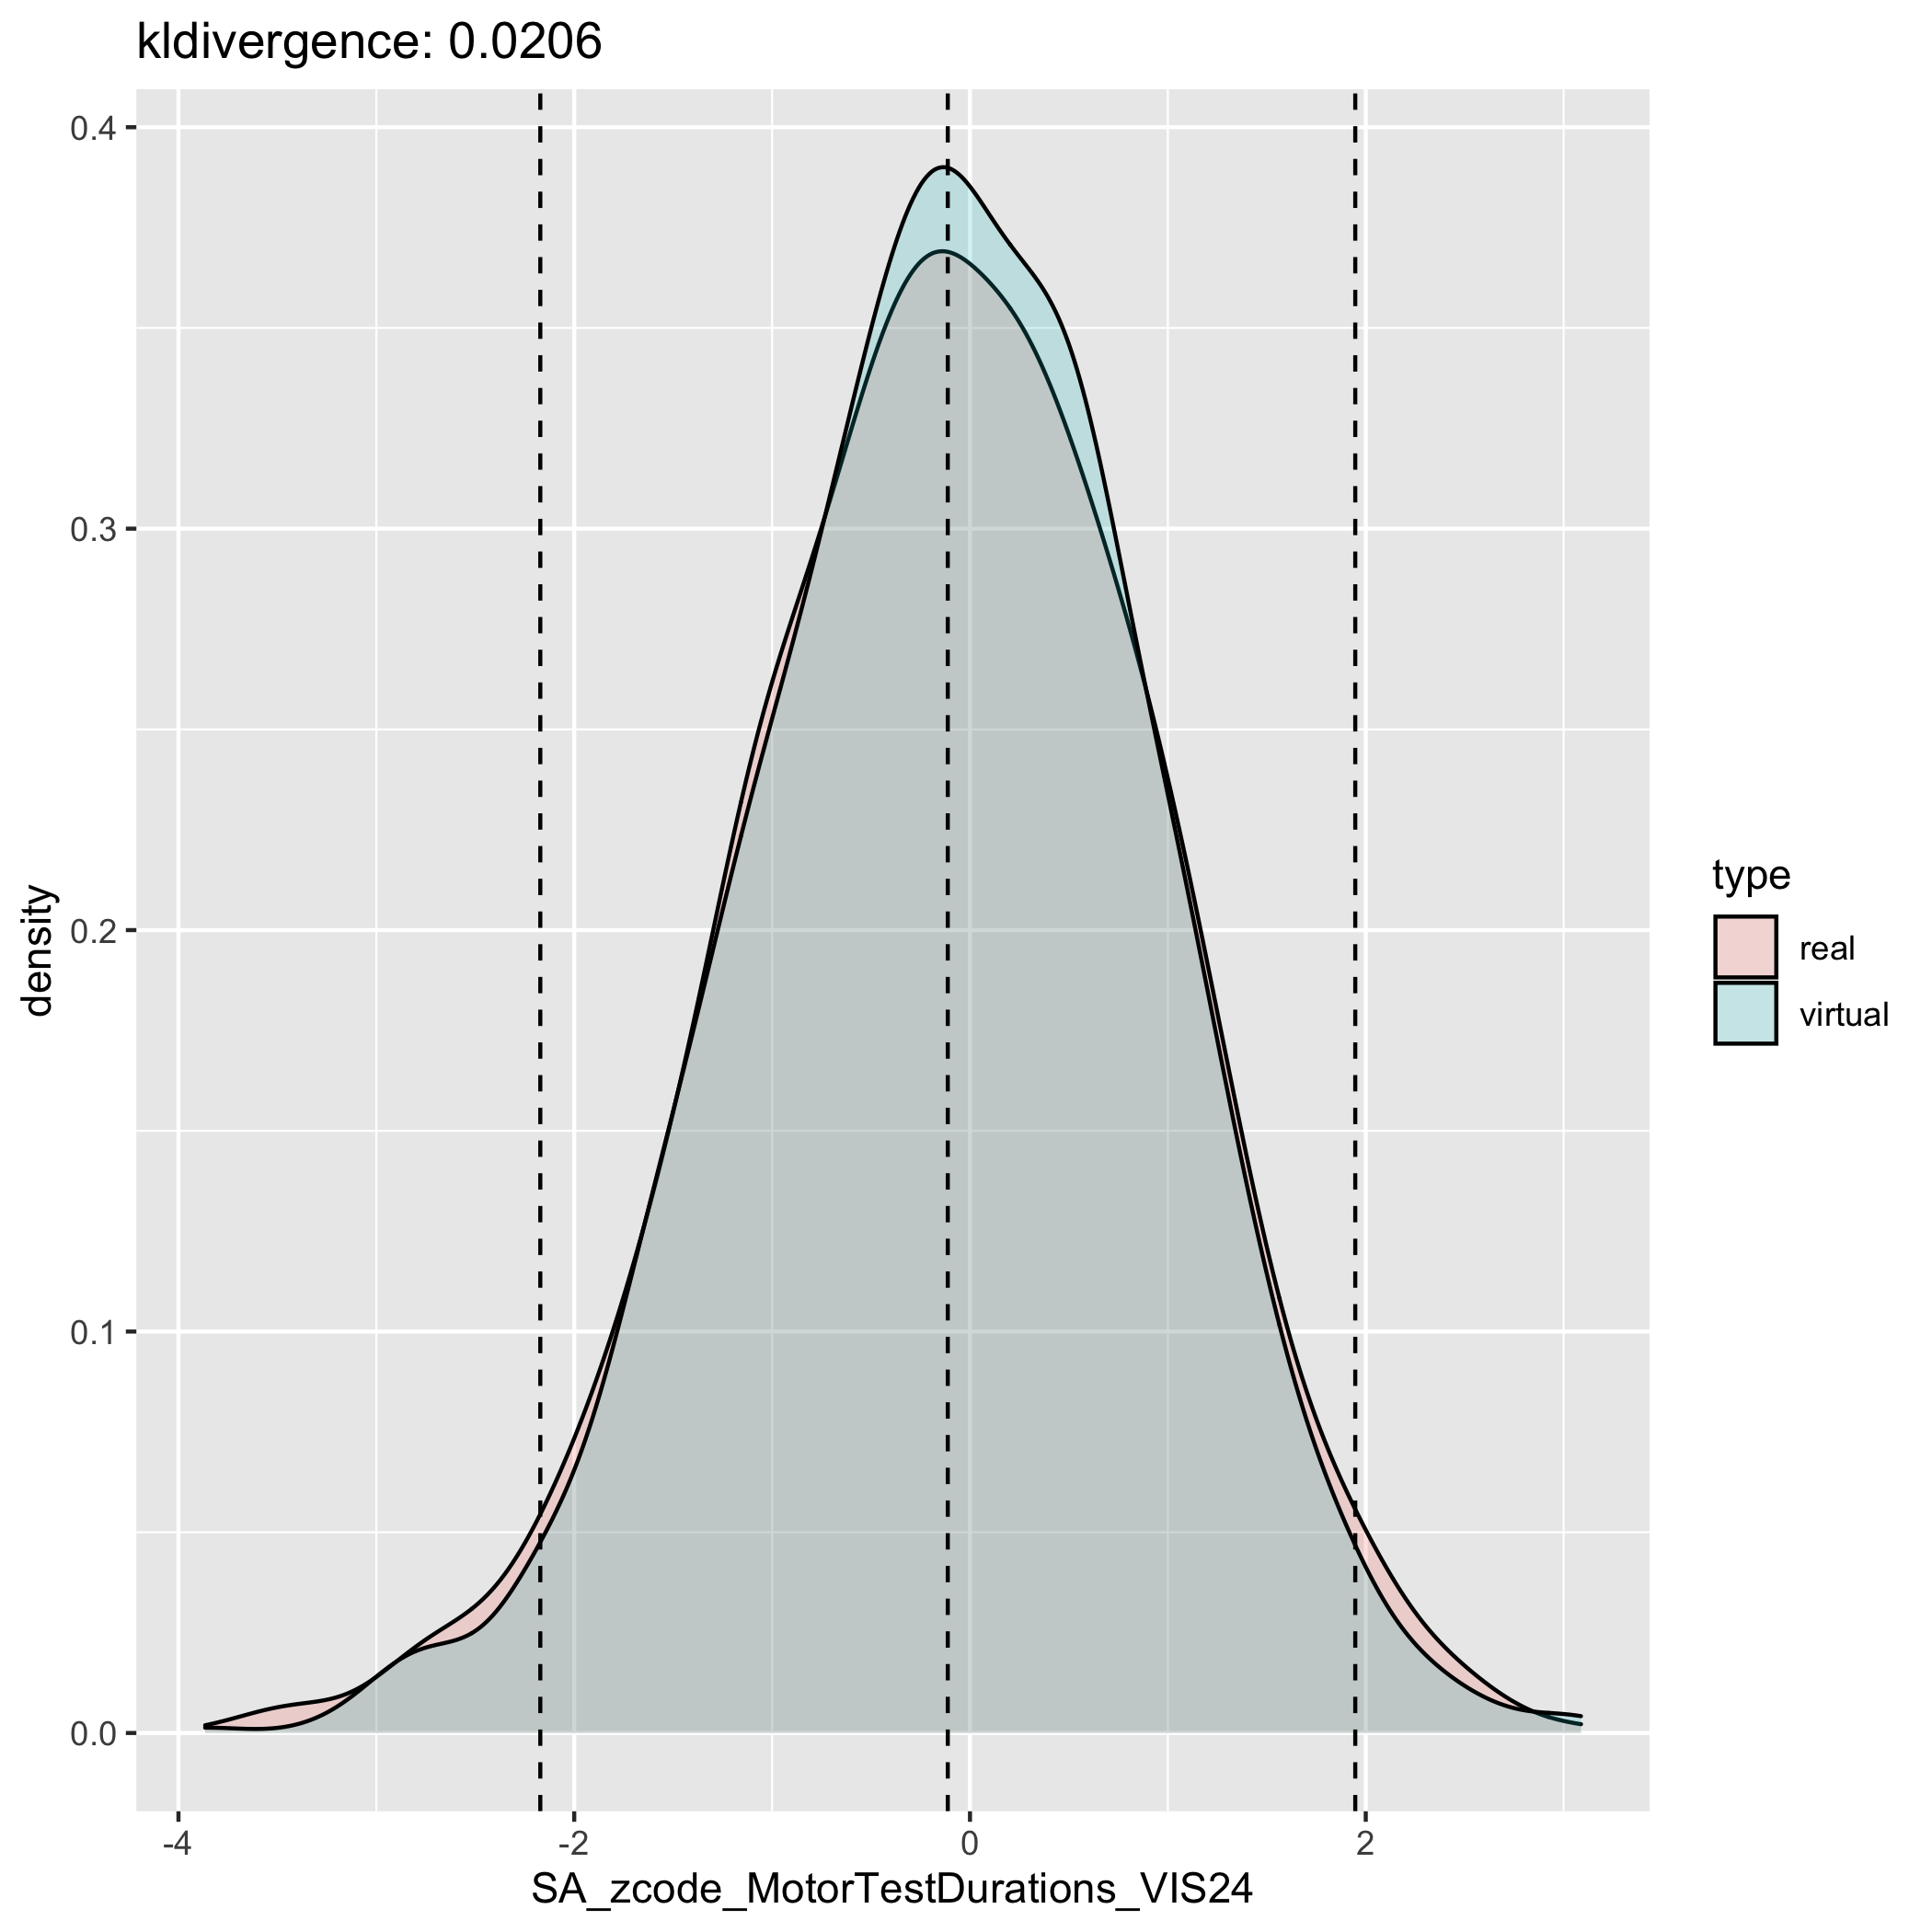 kldivergence: 0.0206
0.4
0.3
0.2
0.1
0.0
density
-4
-2
0
2
SA_zcode_MotorTestDurations_VIS24
type
real
virtual